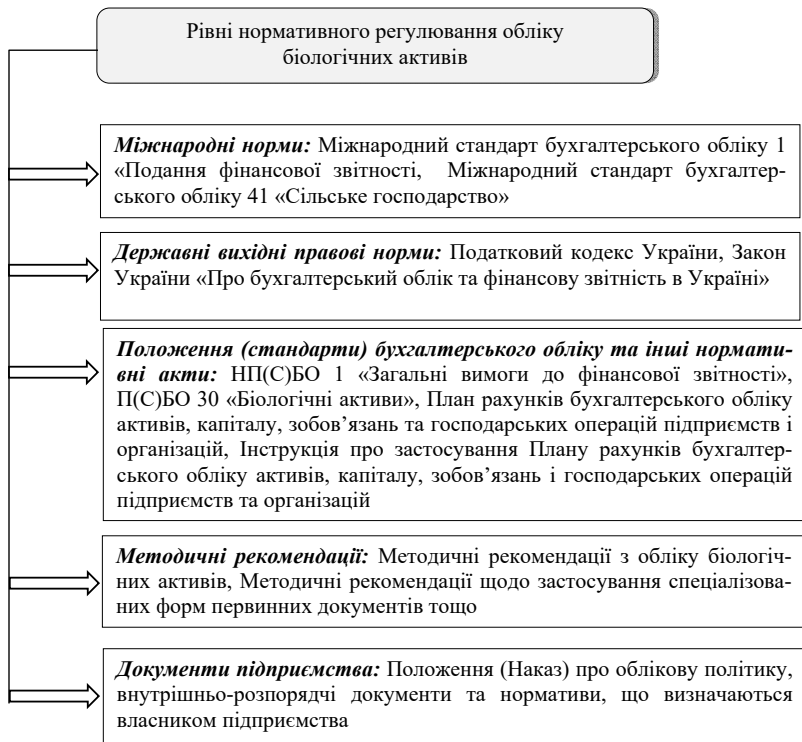 Рівні нормативного регулювання обліку
біологічних активів
Міжнародні норми: Міжнародний стандарт бухгалтерського обліку 1
«Подання фінансової звітності, Міжнародний стандарт бухгалтер-
ського обліку 41 «Сільське господарство»
Державні вихідні правові норми: Податковий кодекс України, Закон
України «Про бухгалтерський облік та фінансову звітність в Україні»
Положення (стандарти) бухгалтерського обліку та інші нормати-
вні акти: НП(С)БО 1 «Загальні вимоги до фінансової звітності»,
П(С)БО 30 «Біологічні активи», План рахунків бухгалтерського обліку
активів, капіталу, зобов’язань та господарських операцій підприємств і
організацій, Інструкція про застосування Плану рахунків бухгалтер-
ського обліку активів, капіталу, зобов’язань і господарських операцій
підприємств та організацій
Методичні рекомендації: Методичні рекомендації з обліку біологіч-
них активів, Методичні рекомендації щодо застосування спеціалізова-
них форм первинних документів тощо
Документи підприємства: Положення (Наказ) про облікову політику,
внутрішньо-розпорядчі документи та нормативи, що визначаються
власником підприємства